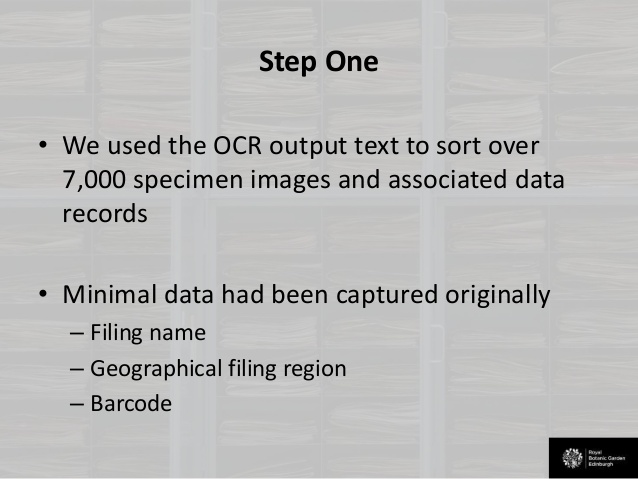 Step One
• We used the OCR output text to sort over
7,000 specimen images and associated data
records
• Minimal data had been captured originally
– Filing name
– Geographical filing region
– Barcode
Royal
Botanic Garden
Edinburgh